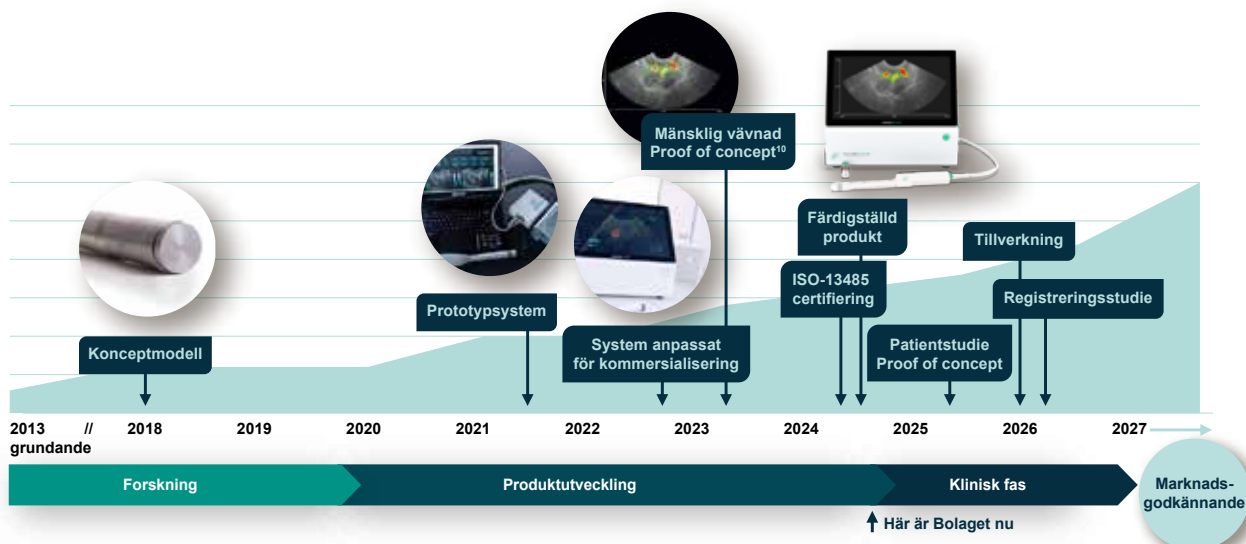 Mänsklig vävnad
Proof of concept¹⁰
Färdigställd
produkt
Tillverkning
ISO-13485
certifiering
Registreringsstudie
Prototypsystem
Konceptmodell
System anpassat
för kommersialisering
Patientstudie
Proof of concept
2013 // 2018 2019 2020 2021 2022 2023 2024 2025 2026 2027
grundande
Forskning
Produktutveckling
Klinisk fas
Marknads-
godkännande
Här är Bolaget nu